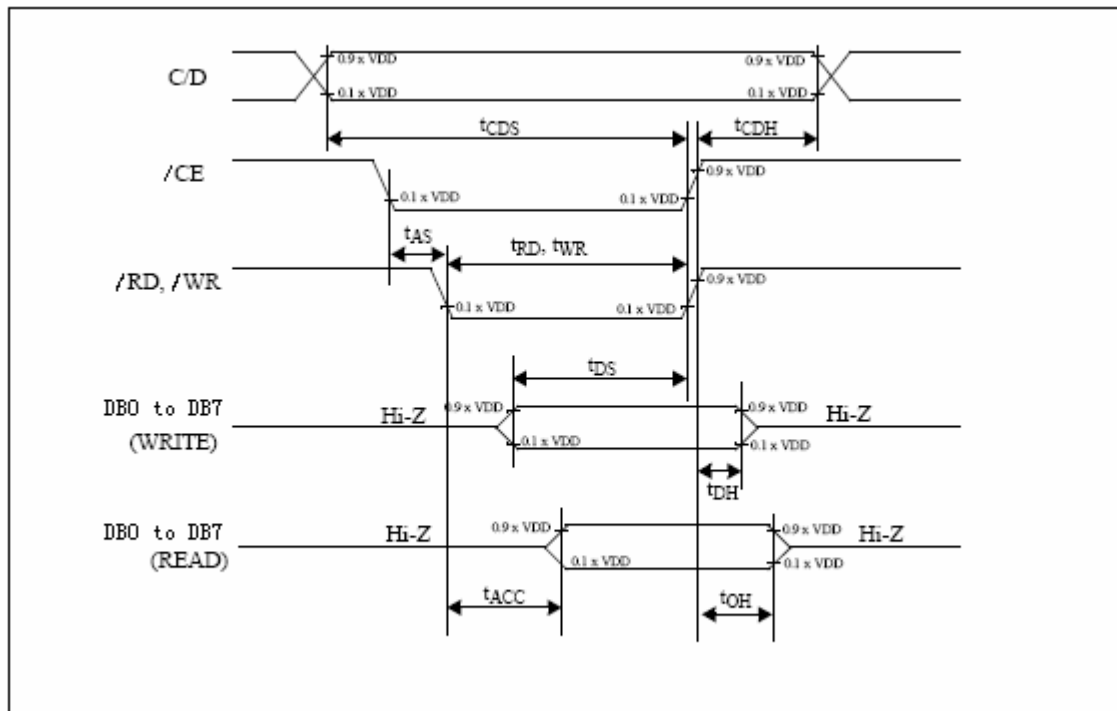 C/D
0.9 x VDD
0.9 x VDD
0.1 x VDD
0.1 x VDD
tCDS
tCDH
/CE
0.9 x VDD
0.1 x VDD
0.1 x VDD
tAS
tRD, tWR
/RD, /WR
0.9 x VDD
0.1 x VDD
0.1 x VDD
tDS
DB0 to DB7
(WRITE)
Hi-Z
0.9 x VDD
0.9 x VDD
Hi-Z
0.1 x VDD
0.1 x VDD
tDH
DB0 to DB7
(READ)
Hi-Z
0.9 x VDD
0.9 x VDD
Hi-Z
0.1 x VDD
0.1 x VDD
tACC
tOH